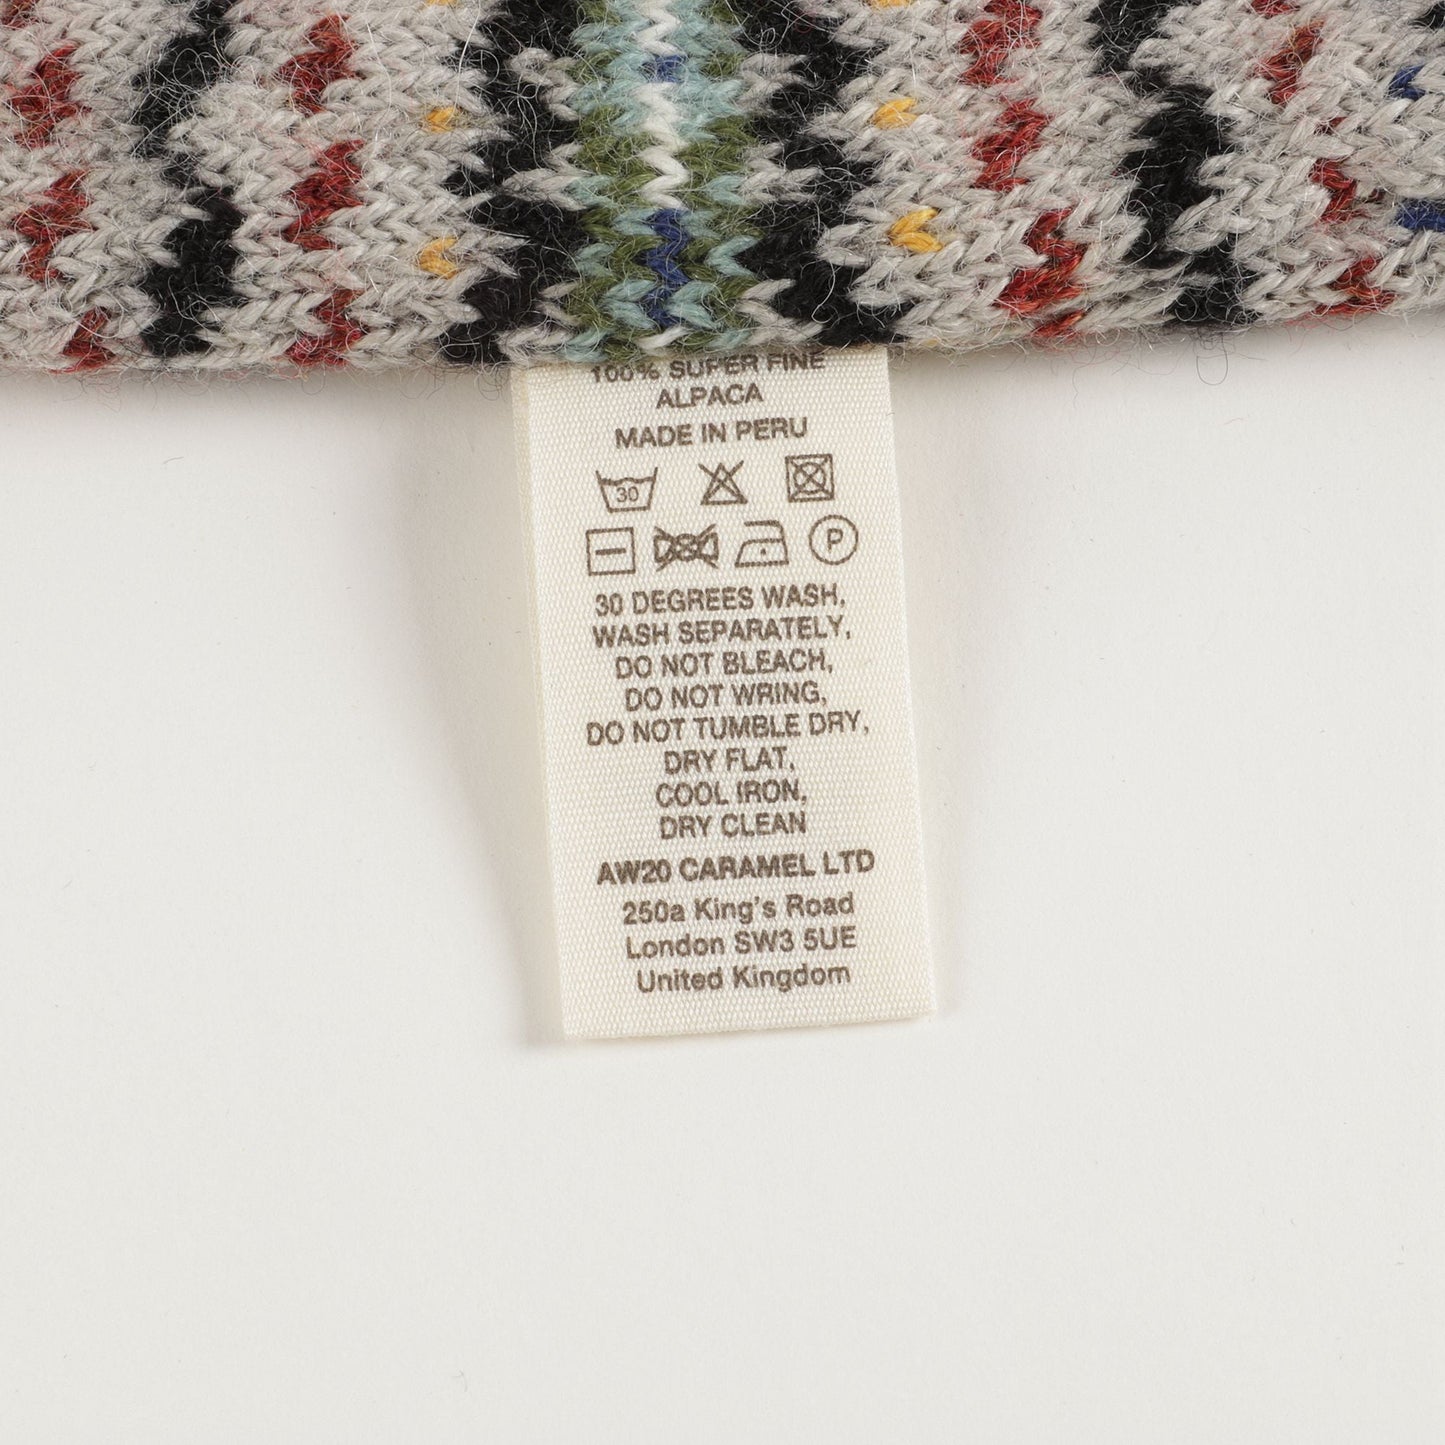 100% SUPER FINE
ALPACA
MADE IN PERU
30
P
30 DEGREES WASH,
WASH SEPARATELY,
DO NOT BLEACH,
DO NOT WRING,
DO NOT TUMBLE DRY,
DRY FLAT,
COOL IRON,
DRY CLEAN
AW20 CARAMEL LTD
250a King's Road
London SW3 5UE
United Kingdom